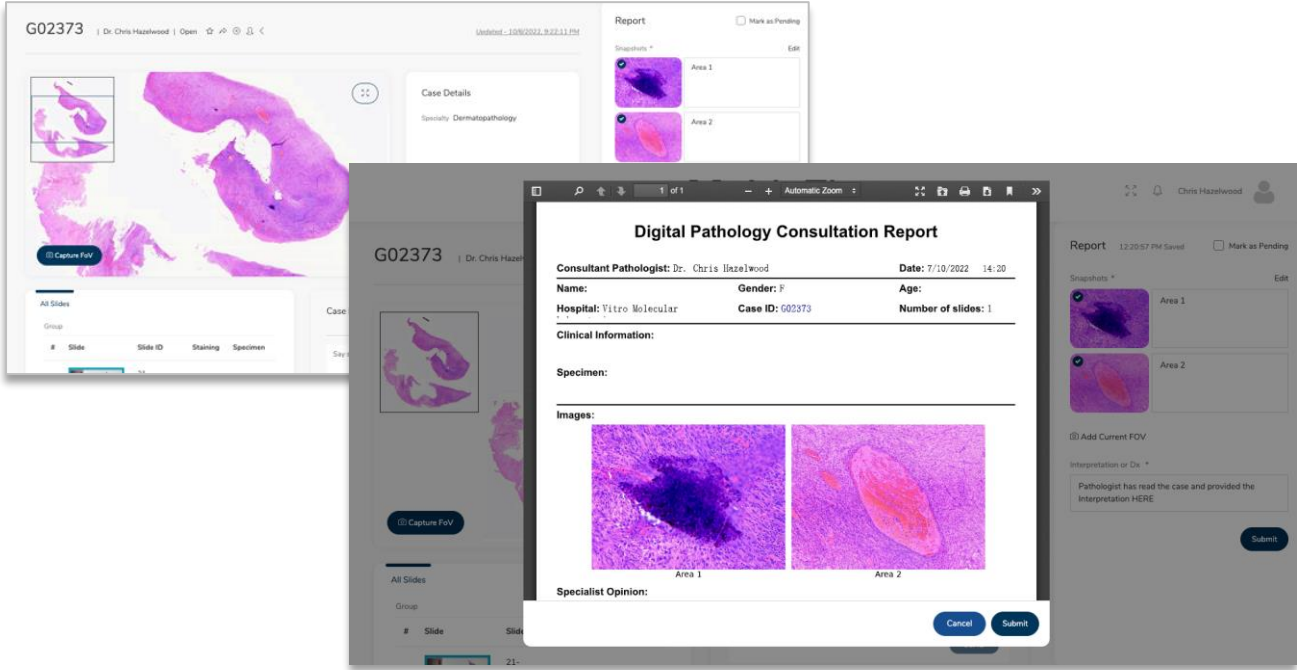 G02373 | Dr. Chris Hazelwood | Open
Updated - 10/8/2022, 9:22:11 PM
Report
Mark as Pending
Snapshots *
Edit
Area 1
Area 2
Case Details
Specialty Dermatopathology
Capture FoV
All Slides
Group
# Slide Slide ID Staining Specimen
Case
1 of 1
Automatic Zoom
Digital Pathology Consultation Report
Consultant Pathologist: Dr. Chris Hazelwood Date: 7/10/2022 14:20
Name: Gender: F Age:
Hospital: Vitro Molecular Case ID: G02373 Number of slides: 1
Clinical Information:
Specimen:
Images:
Area 1 Area 2
Specialist Opinion:
Cancel Submit
Chris Hazelwood
G02373 | Dr. Chris
Capture FoV
All Slides
Group
# Slide
21-
Report 12:20:57 PM Saved
Mark as Pending
Snapshots *
Edit
Area 1
Area 2
Add Current FOV
Interpretation or Dx *
Pathologist has read the case and provided the
Interpretation HERE
Submit